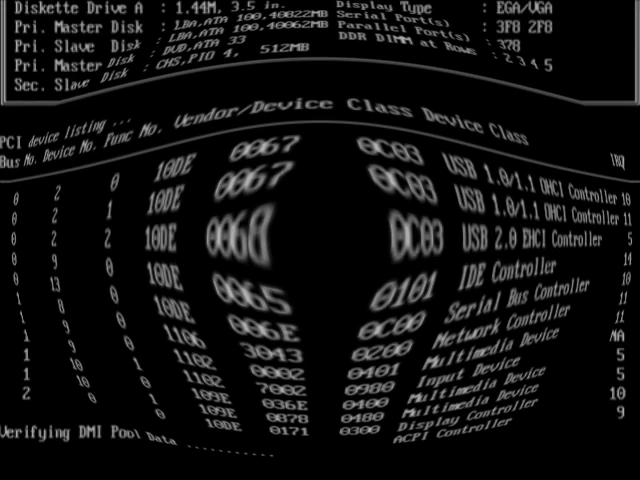 Diskette Drive A : 1.44M, 3.5 in. Display Type : EGA/VGA
Pri. Master Disk : LBA,ATA 100,40822MB Serial Port(s) : 3F8 2F8
Pri. Slave Disk : LBA,ATA 100,40062MB Parallel Port(s) : 378
Pri. Master Disk : DVD,ATA 33 DDR DIMM at Rows : 2 3 4 5
Sec. Slave Disk : CHS,PIO 4, 512MB
PCI device listing ...
Bus No. Device No. Func No. Vendor/Device Class Device Class IRQ
0 2 0 10DE 0067 0C03 USB 1.0/1.1 OHCI Controller 10
0 2 1 10DE 0067 0C03 USB 1.0/1.1 OHCI Controller 11
0 2 2 10DE 0068 0C03 USB 2.0 EHCI Controller 5
0 9 0 10DE 0065 0101 IDE Controller 14
0 13 0 10DE 006E 0C00 Serial Bus Controller 10
1 8 0 1106 3043 0200 Network Controller 11
1 9 0 1102 0002 0401 Multimedia Device 11
1 9 1 1102 7002 0980 Input Device NA
1 10 0 109E 036E 0400 Multimedia Device 5
1 10 1 109E 0878 0480 Multimedia Device 5
2 0 0 10DE 0171 0300 Display Controller 10
ACPI Controller 9
Verifying DMI Pool Data ...........